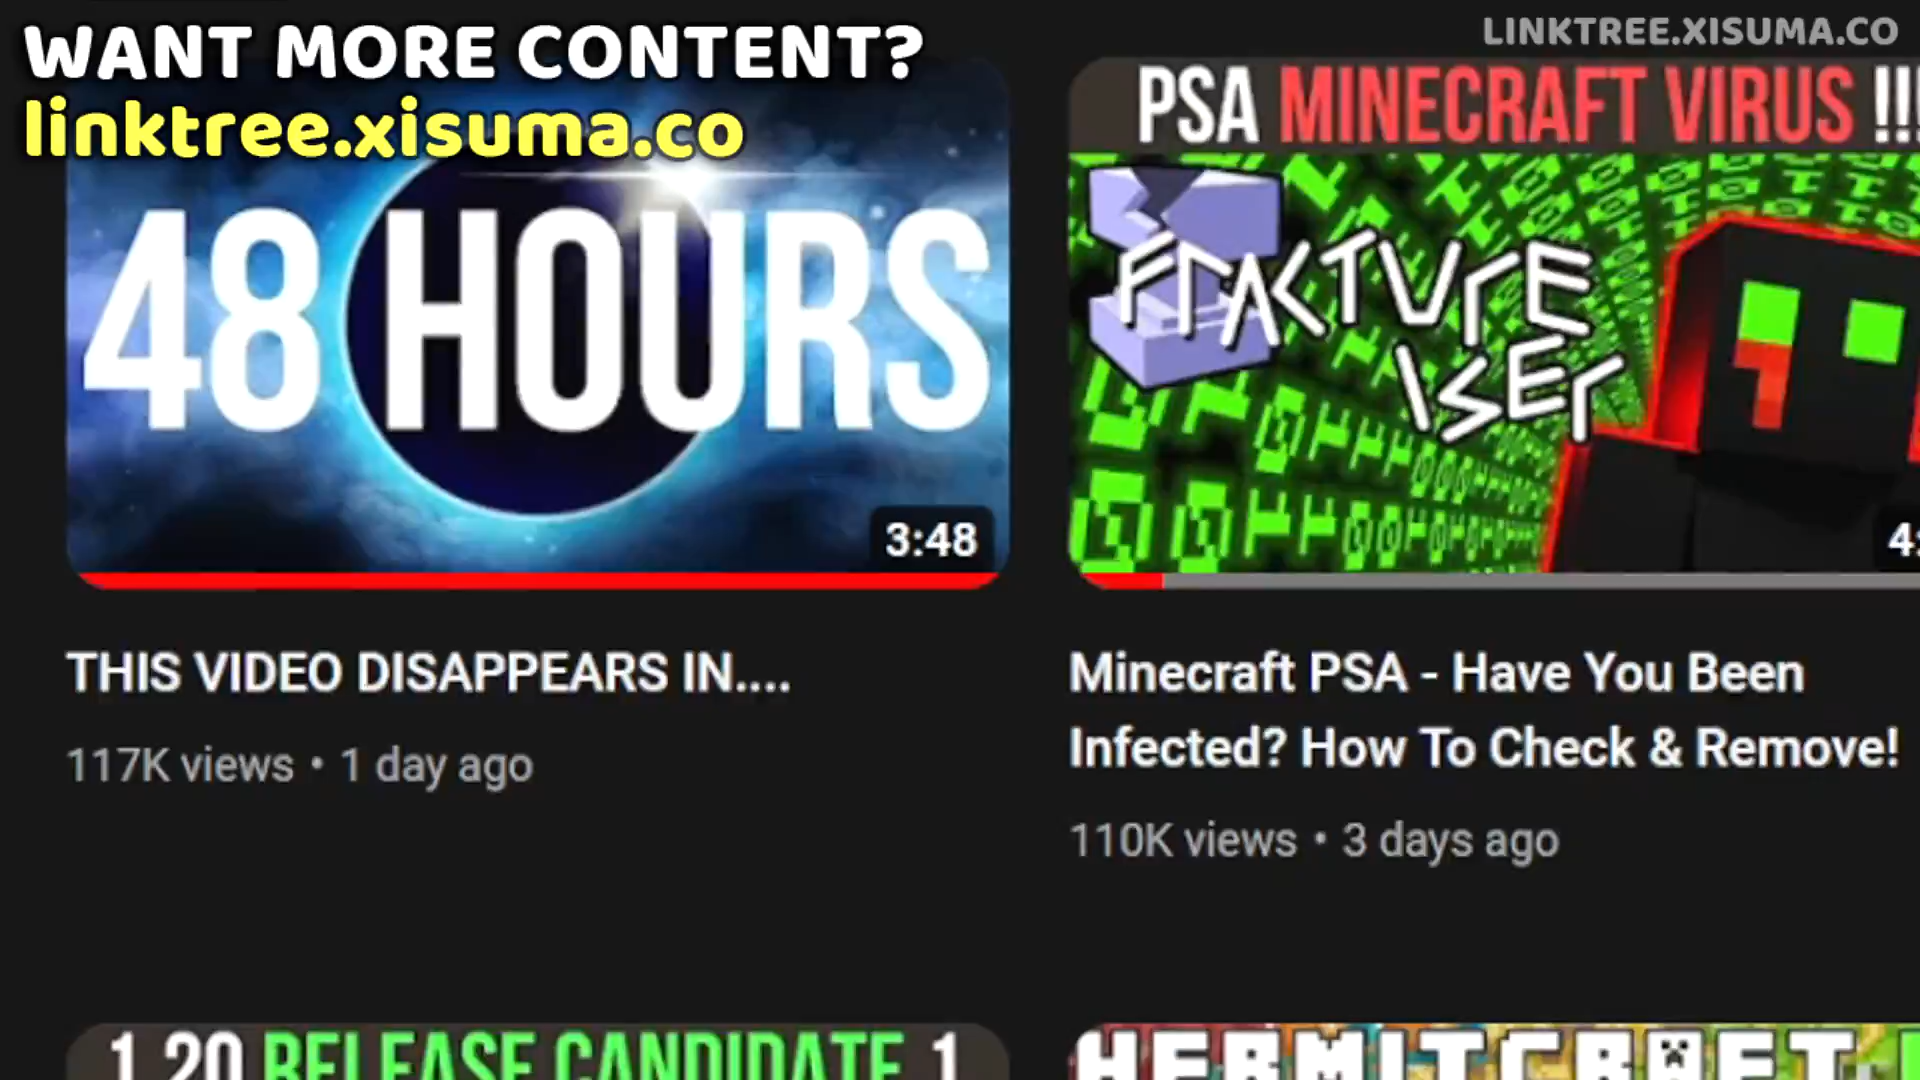 WANT MORE CONTENT?
linktree.xisuma.co
LINKTREE.XISUMA.CO
48 HOURS
3:48
THIS VIDEO DISAPPEARS IN....
117K views • 1 day ago
PSA MINECRAFT VIRUS !!!
FRACTURE
ISER
4:
Minecraft PSA - Have You Been
Infected? How To Check & Remove!
110K views • 3 days ago
1.20 RELEASE CANDIDATE 1
HERMITCRAFT